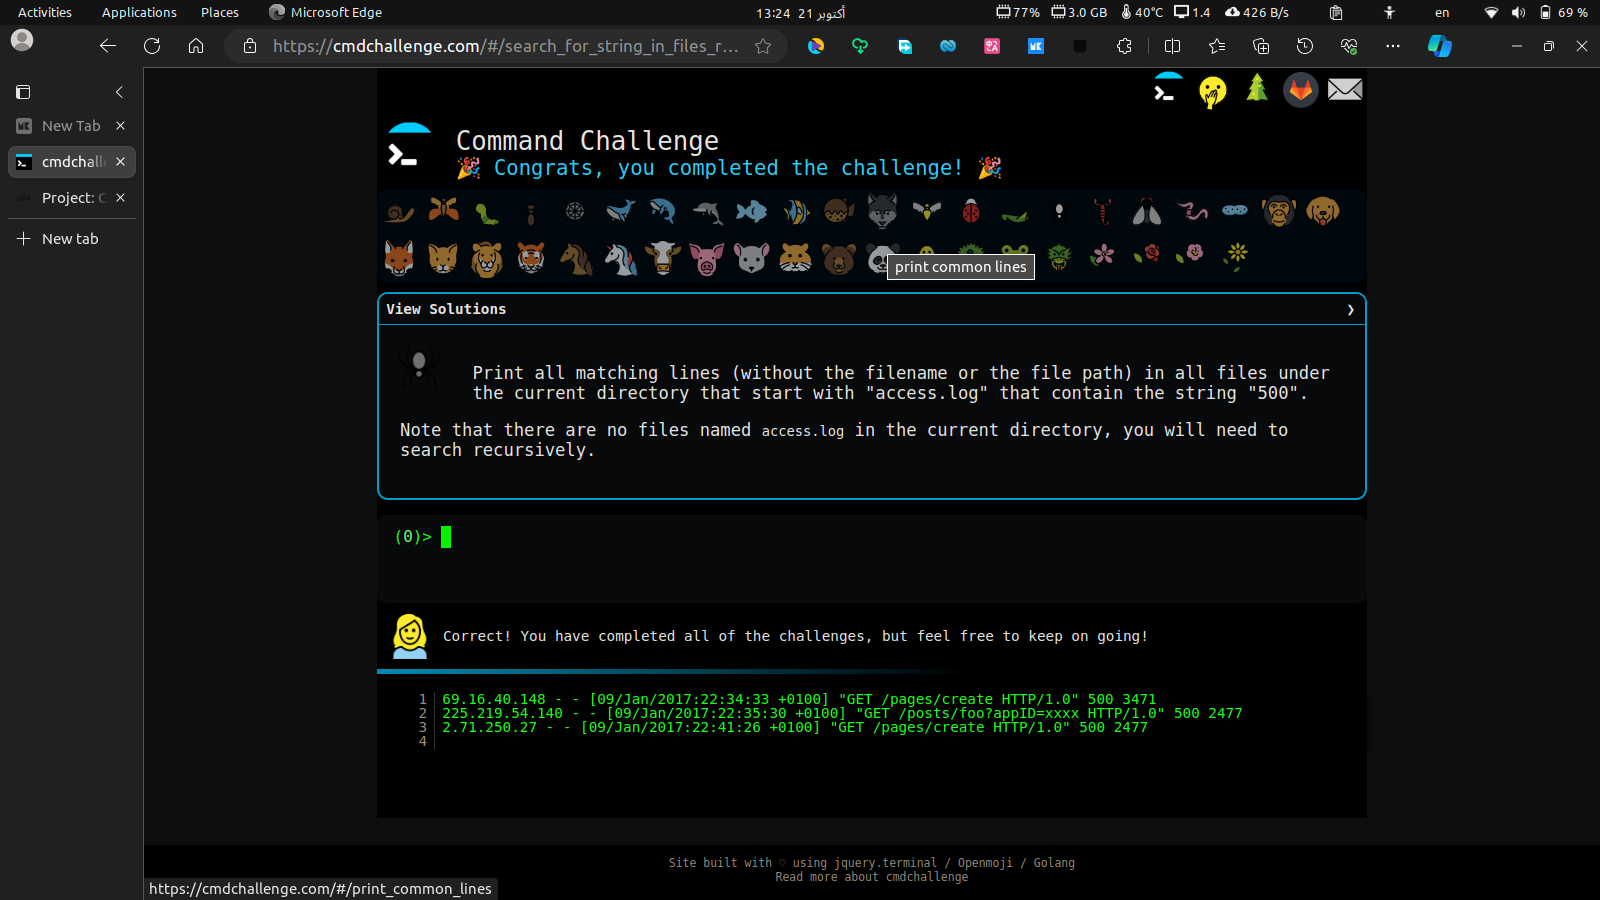 Activities Applications Places Microsoft Edge 13:24 21 أكتوبر 77% 3.0 GB 40°C 1.4 426 B/s en 69 %
https://cmdchallenge.com/#/search_for_string_in_files_r...
New Tab
cmdchall
Project: C
New tab
Command Challenge
Congrats, you completed the challenge!
print common lines
View Solutions
Print all matching lines (without the filename or the file path) in all files under
the current directory that start with "access.log" that contain the string "500".
Note that there are no files named access.log in the current directory, you will need to
search recursively.
(0)>
Correct! You have completed all of the challenges, but feel free to keep on going!
1 69.16.40.148 - - [09/Jan/2017:22:34:33 +0100] "GET /pages/create HTTP/1.0" 500 3471
2 225.219.54.140 - - [09/Jan/2017:22:35:30 +0100] "GET /posts/foo?appID=xxxx HTTP/1.0" 500 2477
3 2.71.250.27 - - [09/Jan/2017:22:41:26 +0100] "GET /pages/create HTTP/1.0" 500 2477
4
Site built with ♡ using jquery.terminal / Openmoji / Golang
Read more about cmdchallenge
https://cmdchallenge.com/#/print_common_lines